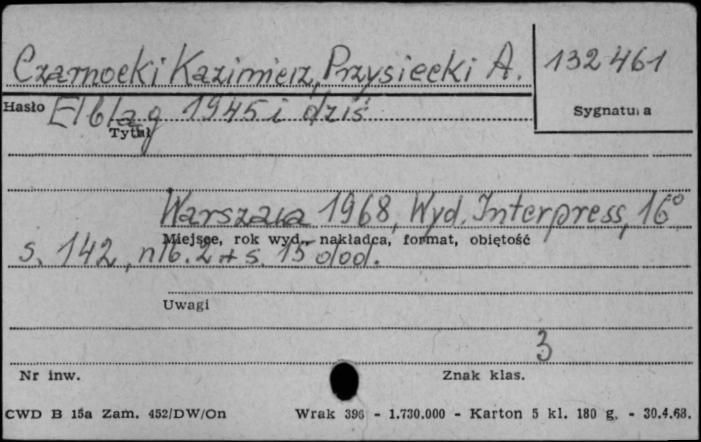 Czarnocki Kazimierz, Przysiecki A. 132461
Hasło Sygnatura
Elbląg 1945 i dziś
Tytuł
Warszawa 1968, Wyd. Interpress, 16°
Miejsce, rok wyd., nakładca, format, objętość
s. 142, nlb. 2 + s. 15 dod.
Uwagi
3
Nr inw. Znak klas.
CWD B 15a Zam. 452/DW/On Wrak 396 - 1.730.000 - Karton 5 kl. 180 g. - 30.4.68.